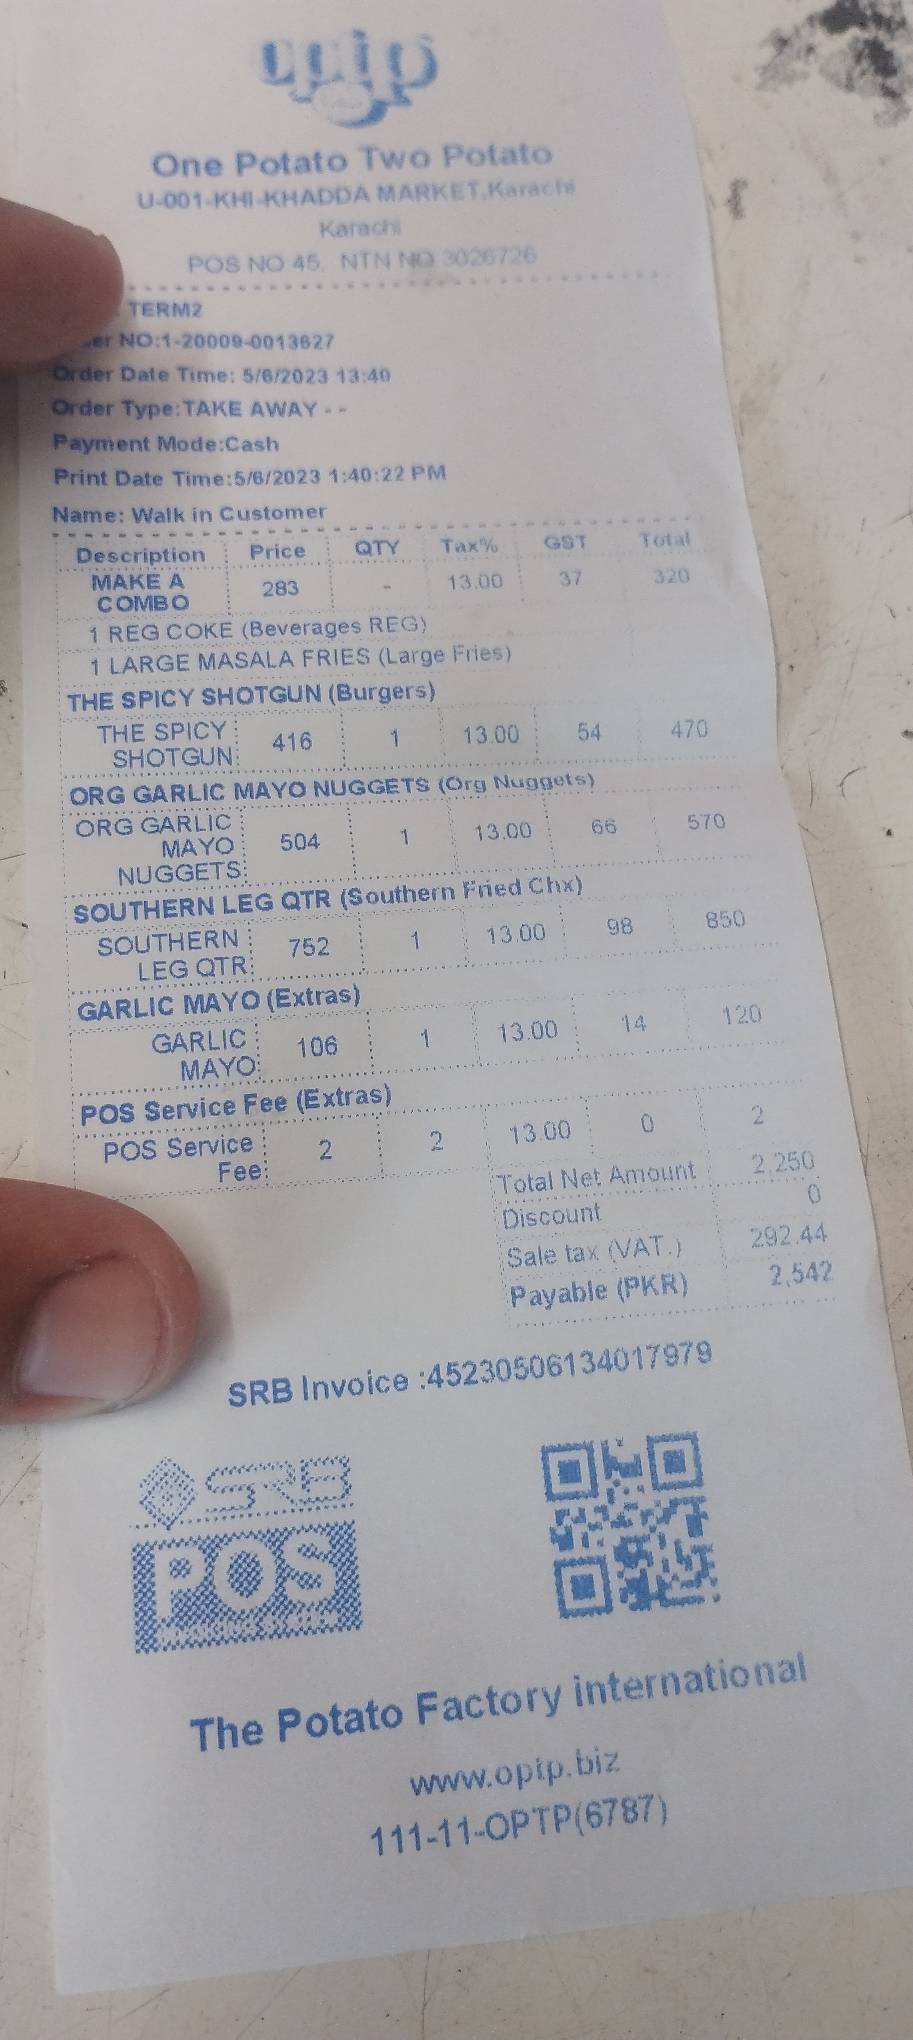 optp
One Potato Two Potato
U-001-KHI-KHADDA MARKET,Karachi
Karachi
POS NO 45, NTN NO 3026726
TERM2
er NO:1-20009-0013627
Order Date Time: 5/6/2023 13:40
Order Type:TAKE AWAY - -
Payment Mode:Cash
Print Date Time:5/6/2023 1:40:22 PM
Name: Walk in Customer
Description Price QTY Tax% GST Total
MAKE A COMBO 283 - 13.00 37 320
1 REG COKE (Beverages REG)
1 LARGE MASALA FRIES (Large Fries)
THE SPICY SHOTGUN (Burgers)
THE SPICY SHOTGUN 416 1 13.00 54 470
ORG GARLIC MAYO NUGGETS (Org Nuggets)
ORG GARLIC MAYO NUGGETS 504 1 13.00 66 570
SOUTHERN LEG QTR (Southern Fried Chx)
SOUTHERN LEG QTR 752 1 13.00 98 850
GARLIC MAYO (Extras)
GARLIC MAYO 106 1 13.00 14 120
POS Service Fee (Extras)
POS Service Fee 2 2 13.00 0 2
Total Net Amount 2,250
Discount 0
Sale tax (VAT.) 292.44
Payable (PKR) 2,542
SRB Invoice :45230506134017979
SRB
POS
The Potato Factory international
www.optp.biz
111-11-OPTP(6787)